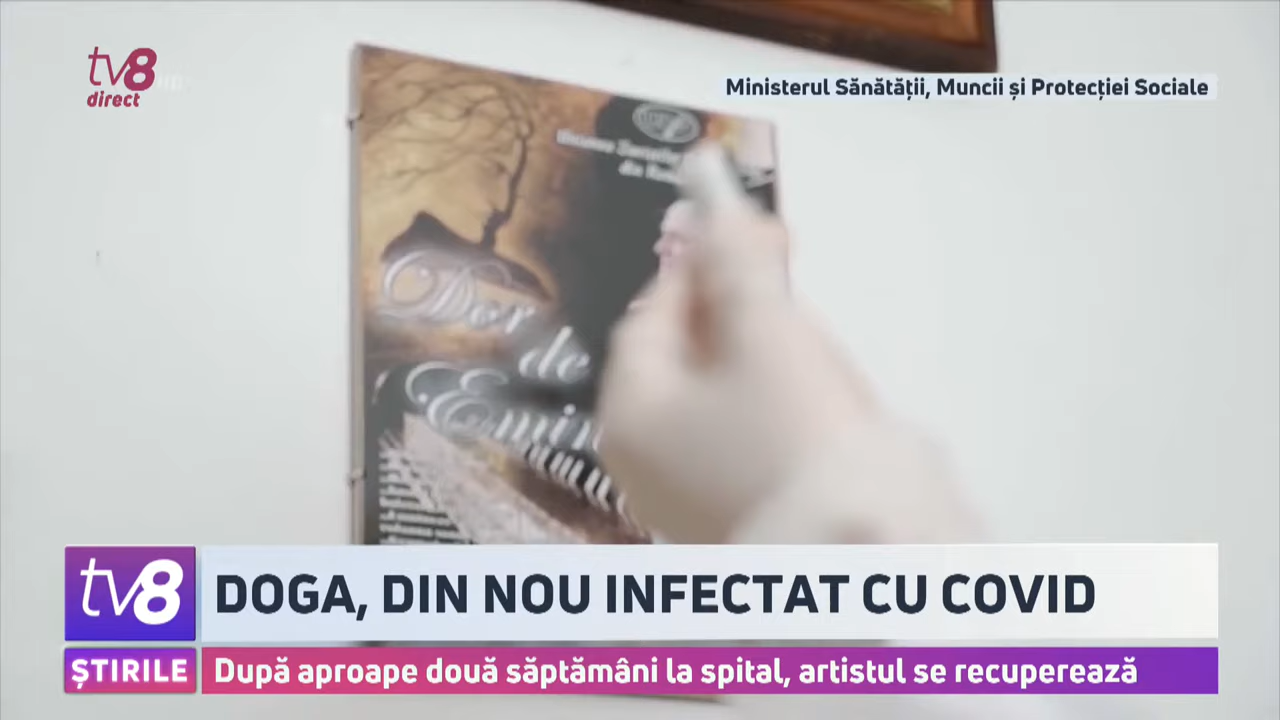 tv8
direct
Ministerul Sănătății, Muncii și Protecției Sociale
Dor
de
tv8
DOGA, DIN NOU INFECTAT CU COVID
ȘTIRILE
După aproape două săptămâni la spital, artistul se recuperează